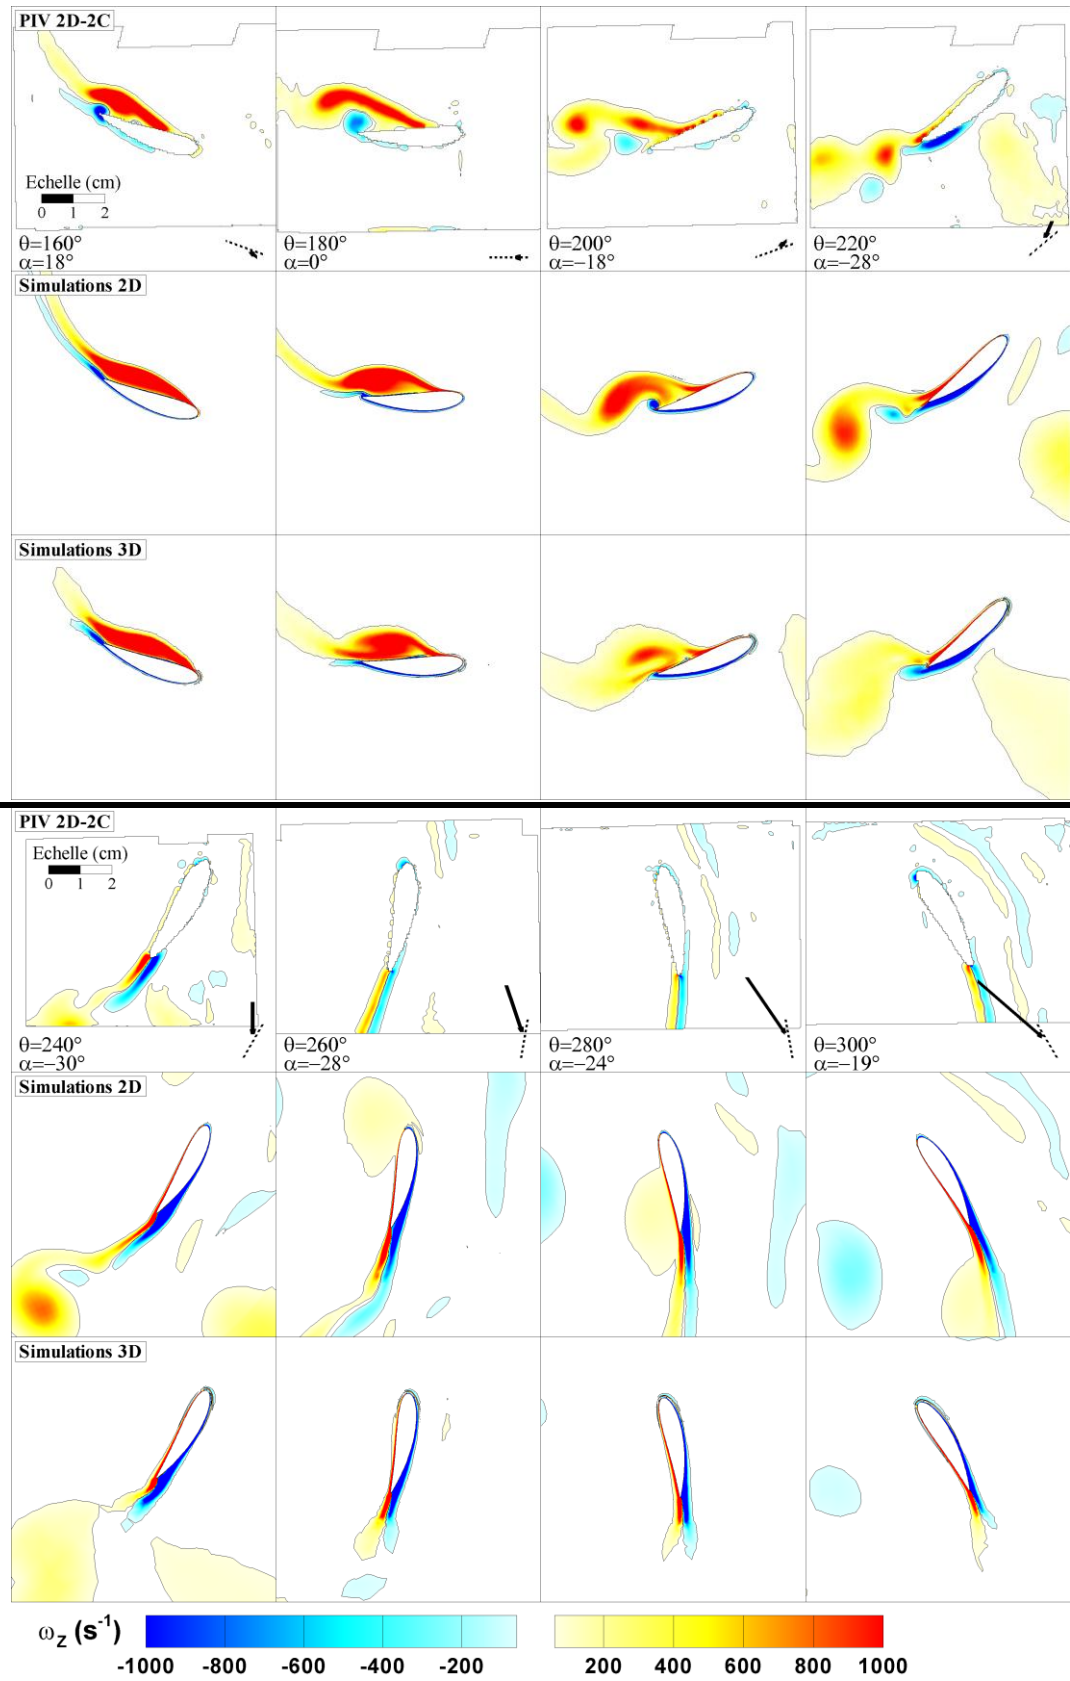 PIV 2D-2C
Echelle (cm)
0 1 2
θ=160°
α=18°
θ=180°
α=0°
θ=200°
α=−18°
θ=220°
α=−28°
Simulations 2D
Simulations 3D
PIV 2D-2C
Echelle (cm)
0 1 2
θ=240°
α=−30°
θ=260°
α=−28°
θ=280°
α=−24°
θ=300°
α=−19°
Simulations 2D
Simulations 3D
ωz (s⁻¹)
-1000 -800 -600 -400 -200 200 400 600 800 1000